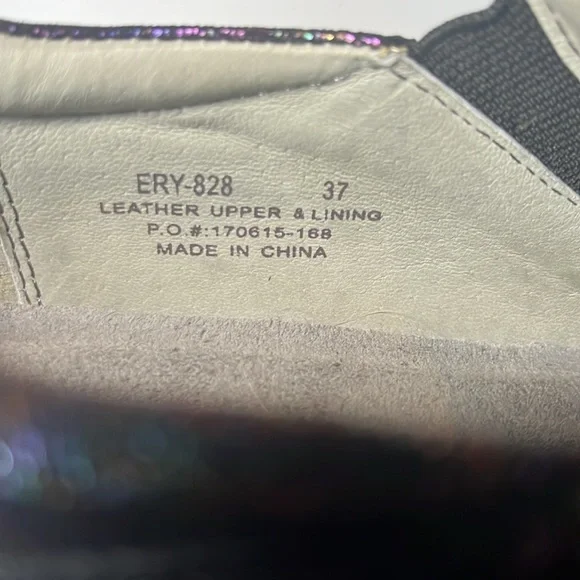 ERY-828 37
LEATHER UPPER & LINING
P.O.#:170615-168
MADE IN CHINA